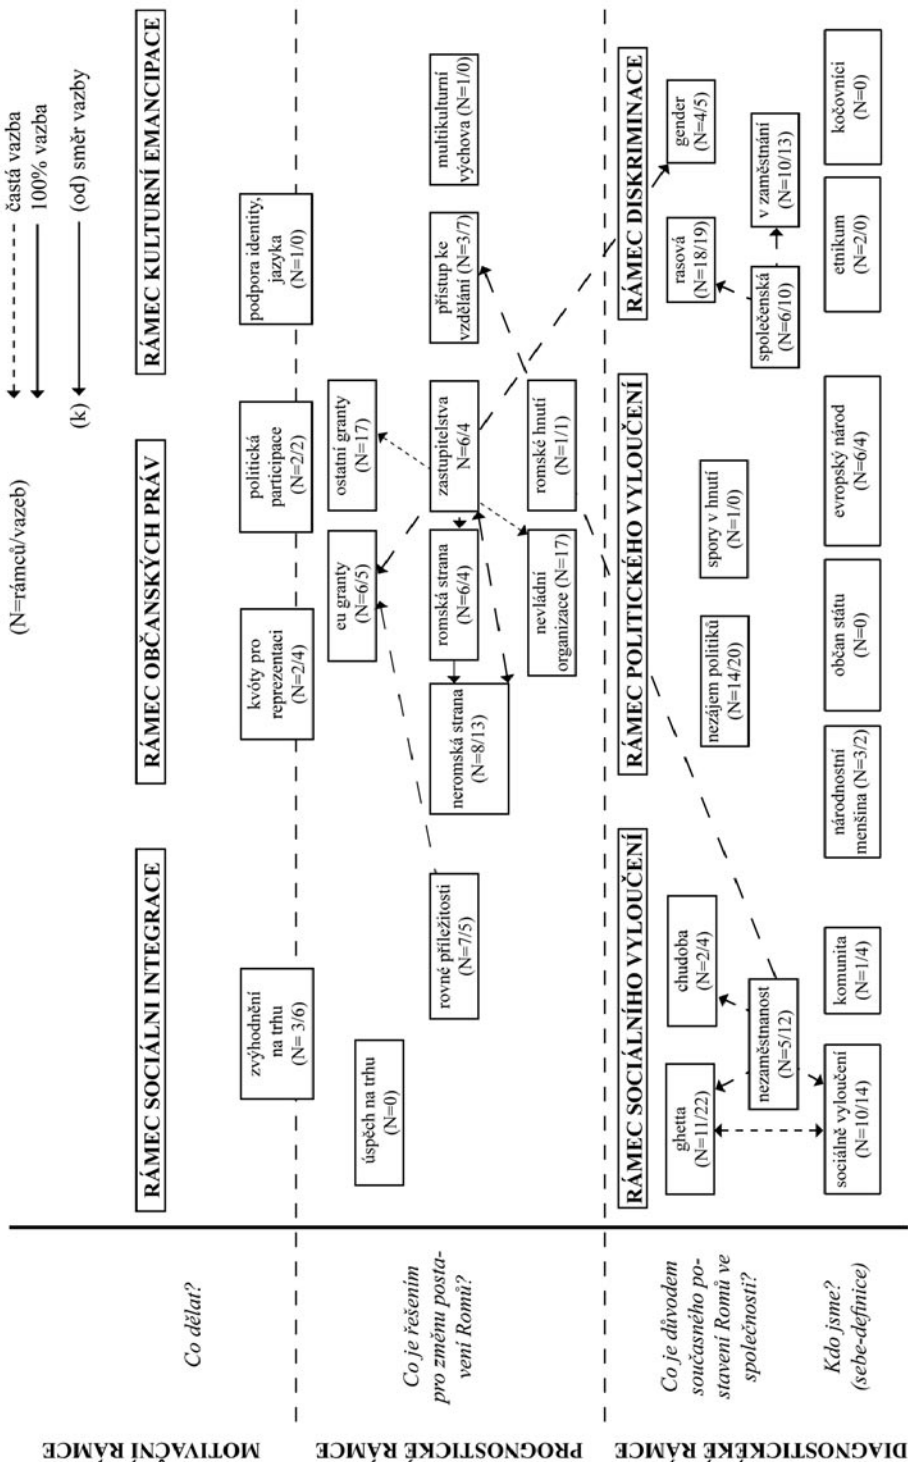 (N=rámců/vazeb)
častá vazba
100% vazba
(k) (od) směr vazby
MOTIVAČNÍ RÁMCE
Co dělat?
RÁMEC SOCIÁLNÍ INTEGRACE
RÁMEC OBČANSKÝCH PRÁV
RÁMEC KULTURNÍ EMANCIPACE
zvýhodnění
na trhu
(N= 3/6)
kvóty pro
reprezentaci
(N=2/4)
politická
participace
(N=2/2)
podpora identity,
jazyka
(N=1/0)
PROGNOSTICKÉ RÁMCE
Co je řešením
pro změnu posta-
vení Romů?
úspěch na trhu
(N=0)
eu granty
(N=6/5)
ostatní granty
(N=17)
rovné příležitosti
(N=7/5)
neromská strana
(N=8/13)
romská strana
(N=6/4)
zastupitelstva
N=6/4
přístup ke
vzdělání (N=3/7)
multikulturní
výchova (N=1/0)
nevládní
organizace (N=17)
romské hnutí
(N=1/1)
DIAGNOSTICKÉ RÁMCE
Co je důvodem
současného po-
stavení Romů ve
společnosti?
RÁMEC SOCIÁLNÍHO VYLOUČENÍ
RÁMEC POLITICKÉHO VYLOUČENÍ
RÁMEC DISKRIMINACE
ghetta
(N=11/22)
chudoba
(N=2/4)
nezájem politiků
(N=14/20)
spory v hnutí
(N=1/0)
rasová
(N=18/19)
gender
(N=4/5)
nezaměstnanost
(N=5/12)
společenská
(N=6/10)
v zaměstnání
(N=10/13)
Kdo jsme?
(sebe-definice)
sociálně vyloučení
(N=10/14)
komunita
(N=1/4)
národnostní
menšina (N=3/2)
občan státu
(N=0)
evropský národ
(N=6/4)
etnikum
(N=2/0)
kočovníci
(N=0)